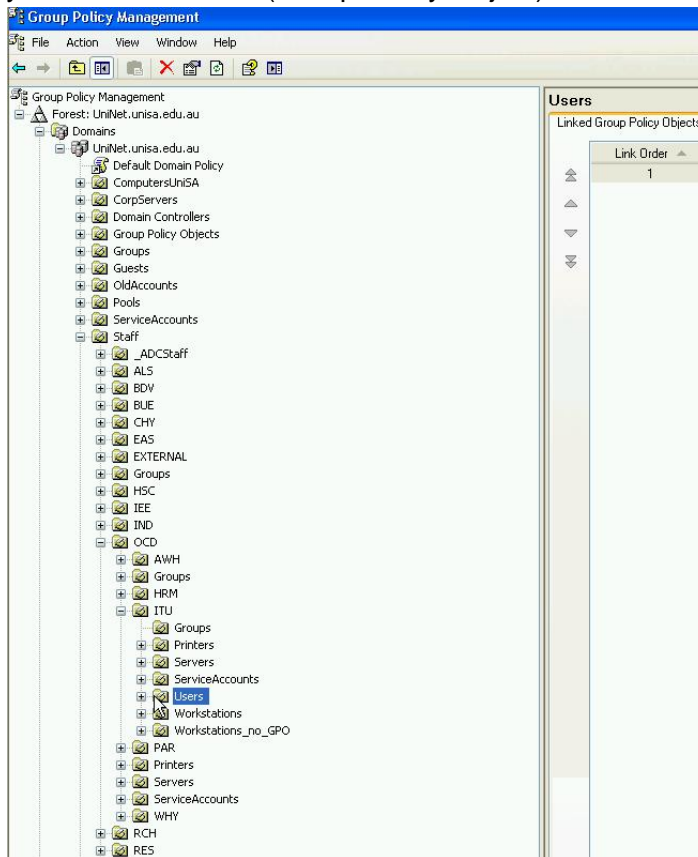 Group Policy Management
File Action View Window Help
Group Policy Management
Forest: UniNet.unisa.edu.au
Domains
UniNet.unisa.edu.au
Default Domain Policy
ComputersUniSA
CorpServers
Domain Controllers
Group Policy Objects
Groups
Guests
OldAccounts
Pools
ServiceAccounts
Staff
_ADCStaff
ALS
BDV
BUE
CHY
EAS
EXTERNAL
Groups
HSC
IEE
IND
OCD
AWH
Groups
HRM
ITU
Groups
Printers
Servers
ServiceAccounts
Users
Workstations
Workstations_no_GPO
PAR
Printers
Servers
ServiceAccounts
WHY
RCH
RES
Users
Linked Group Policy Objects
Link Order
1